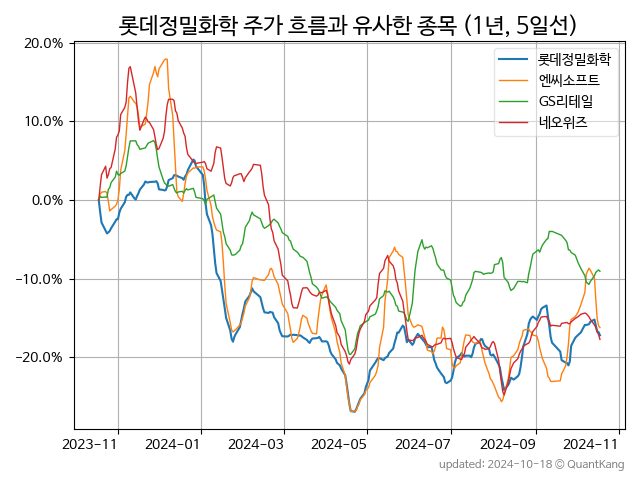 롯데정밀화학 주가 흐름과 유사한 종목 (1년, 5일선)
20.0%
10.0%
0.0%
−10.0%
−20.0%
롯데정밀화학
엔씨소프트
GS리테일
네오위즈
2023-11 2024-01 2024-03 2024-05 2024-07 2024-09 2024-11
updated: 2024-10-18 ⓒ QuantKang